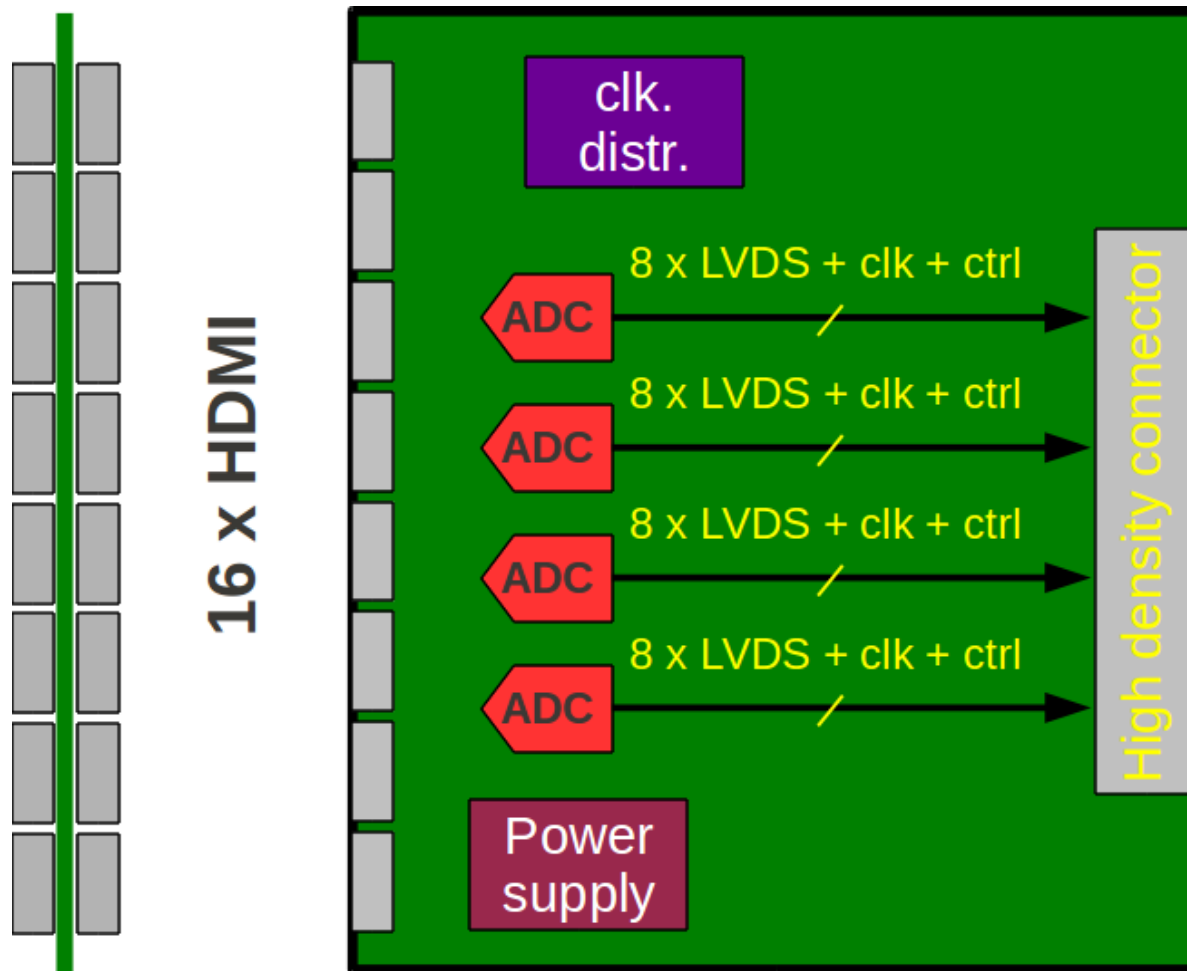 16 x HDMI
clk.
distr.
8 x LVDS + clk + ctrl
ADC
8 x LVDS + clk + ctrl
ADC
8 x LVDS + clk + ctrl
ADC
8 x LVDS + clk + ctrl
ADC
High density connector
Power
supply